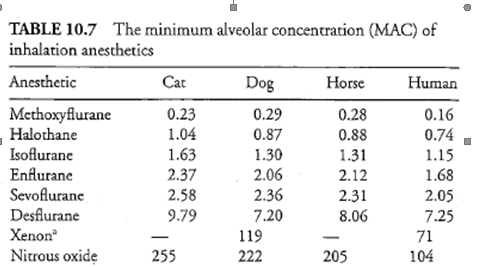 TABLE 10.7 The minimum alveolar concentration (MAC) of
inhalation anesthetics
Anesthetic Cat Dog Horse Human
Methoxyflurane 0.23 0.29 0.28 0.16
Halothane 1.04 0.87 0.88 0.74
Isoflurane 1.63 1.30 1.31 1.15
Enflurane 2.37 2.06 2.12 1.68
Sevoflurane 2.58 2.36 2.31 2.05
Desflurane 9.79 7.20 8.06 7.25
Xenonª — 119 — 71
Nitrous oxide 255 222 205 104